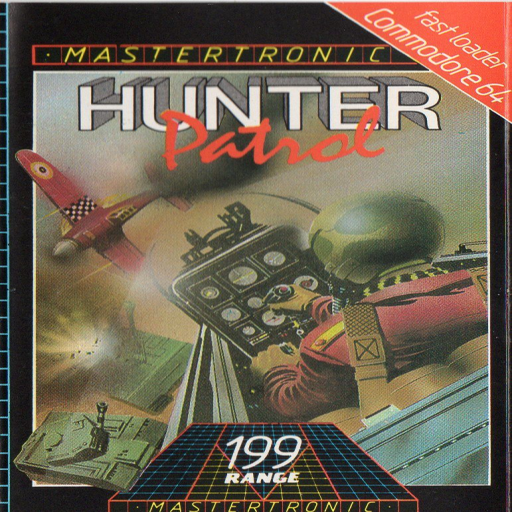 · MASTERTRONIC
fast loader
Commodore 64
HUNTER
Patrol
199
RANGE
· MASTERTRONIC ·